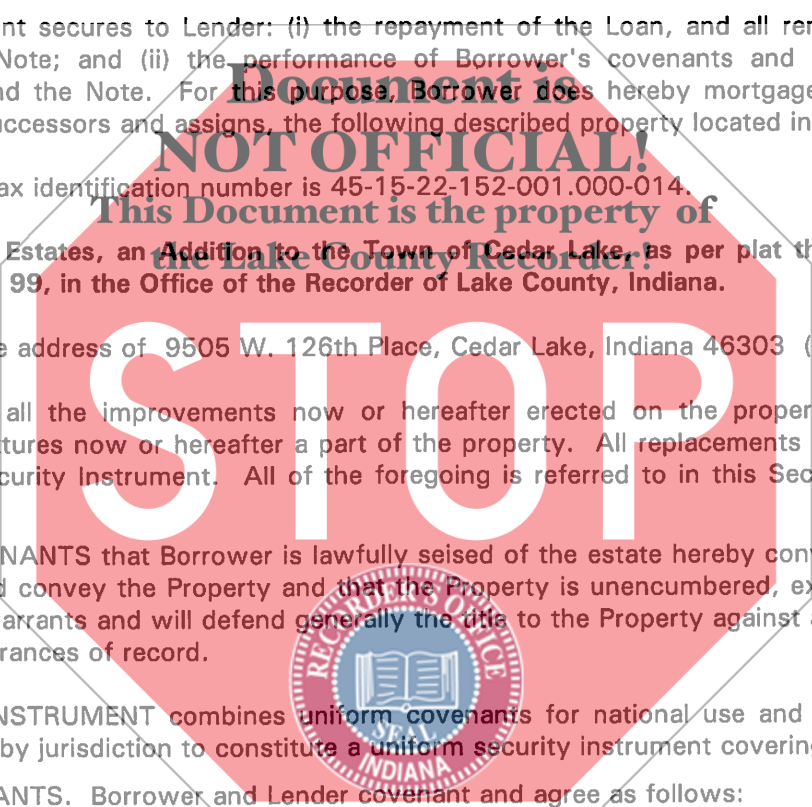 nt secures to Lender: (i) the repayment of the Loan, and all re
Note; and (ii) the performance of Borrower's covenants and
nd the Note. For this purpose, Borrower does hereby mortgage
uccessors and assigns, the following described property located in
ax identification number is 45-15-22-152-001.000-014.
Estates, an Addition to the Town of Cedar Lake, as per plat th
99, in the Office of the Recorder of Lake County, Indiana.
e address of 9505 W. 126th Place, Cedar Lake, Indiana 46303 (
all the improvements now or hereafter erected on the proper
tures now or hereafter a part of the property. All replacements
curity Instrument. All of the foregoing is referred to in this Sec
NANTS that Borrower is lawfully seised of the estate hereby con
d convey the Property and that the Property is unencumbered, ex
arrants and will defend generally the title to the Property against
rances of record.
NSTRUMENT combines uniform covenants for national use and
by jurisdiction to constitute a uniform security instrument coverin
ANTS. Borrower and Lender covenant and agree as follows:
Document is
NOT OFFICIAL!
This Document is the property of
the Lake County Recorder!
STOP
RECORDER'S OFFICE
SEAL
INDIANA